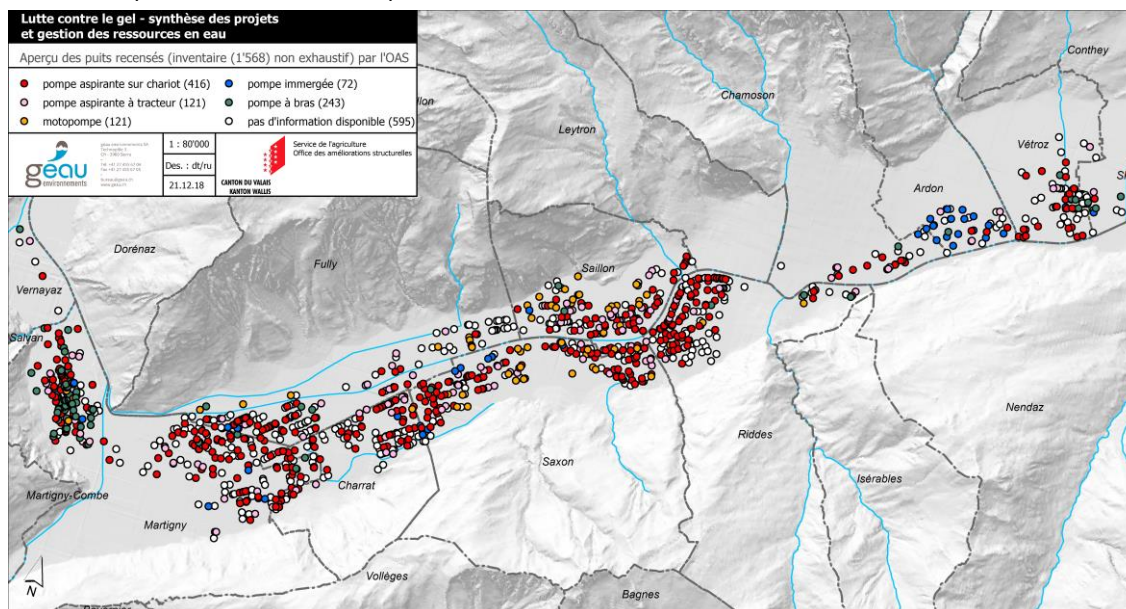 Lutte contre le gel - synthèse des projets
et gestion des ressources en eau
Aperçu des puits recensés (inventaire (1'568) non exhaustif) par l'OAS
pompe aspirante sur chariot (416)
pompe aspirante à tracteur (121)
motopompe (121)
pompe immergée (72)
pompe à bras (243)
pas d'information disponible (595)
géau
environnements
1 : 80'000
Des. : dt/ru
21.12.18
CANTON DU VALAIS
KANTON WALLIS
Service de l'agriculture
Office des améliorations structurelles
Conthey
Chamoson
Leytron
Vétroz
Ardon
Dorénaz
Fully
Saillon
Vernayaz
Salvan
Nendaz
Riddes
Saxon
Isérables
Charrat
Martigny-Combe
Martigny
Vollèges
Bagnes
N